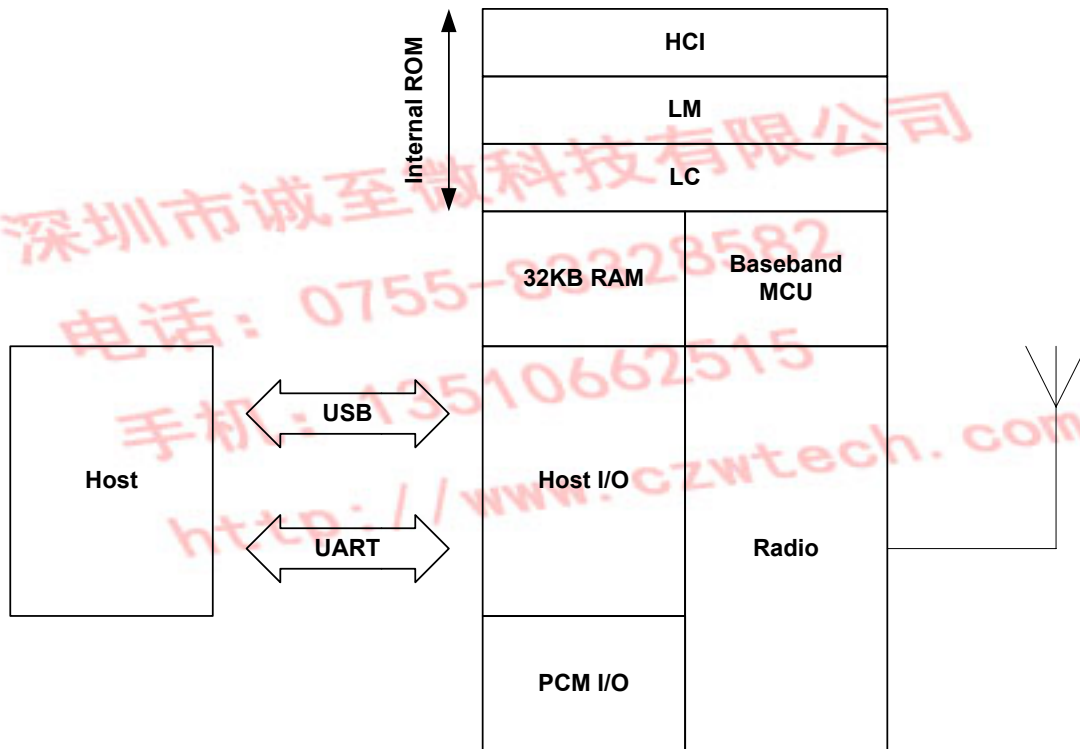 HCI
Internal ROM
LM
LC
深圳市诚至微科技有限公司
32KB RAM
Baseband
MCU
电话：0755-83328582
手机：13510662515
USB
Host
Host I/O
http://www.czwtech.com
UART
Radio
PCM I/O